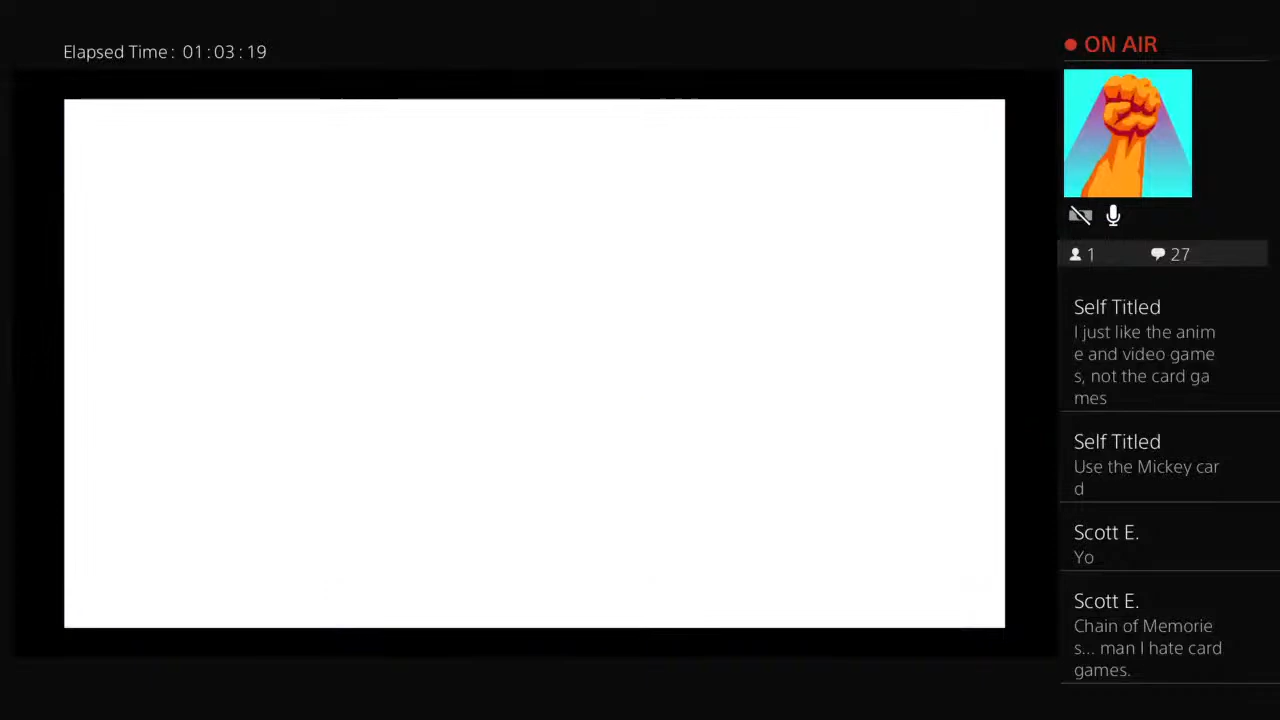 Elapsed Time: 01:03:19
ON AIR
1 27
Self Titled
I just like the anim
e and video game
s, not the card ga
mes
Self Titled
Use the Mickey car
d
Scott E.
Yo
Scott E.
Chain of Memorie
s... man I hate card
games.